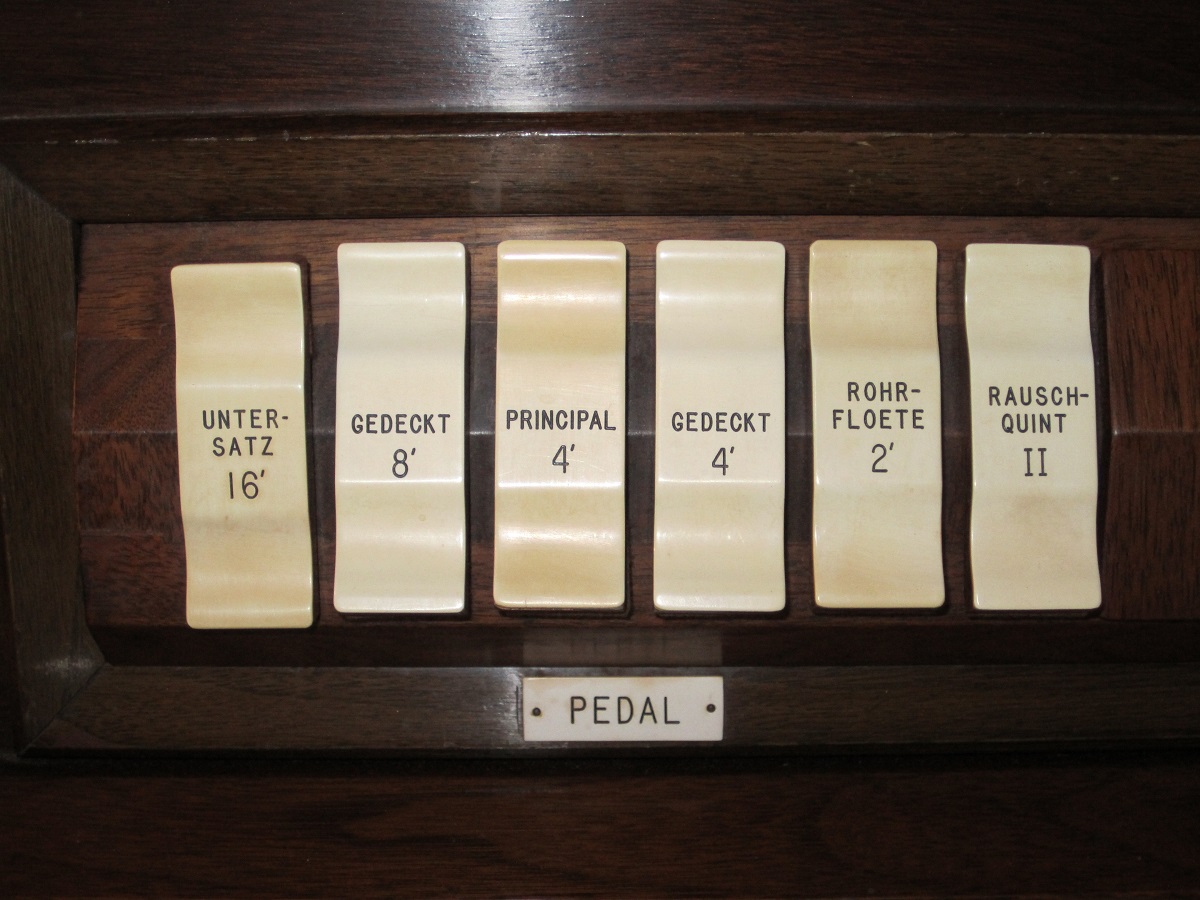 UNTER-
SATZ
16'
GEDECKT
8'
PRINCIPAL
4'
GEDECKT
4'
ROHR-
FLOETE
2'
RAUSCH-
QUINT
II
PEDAL